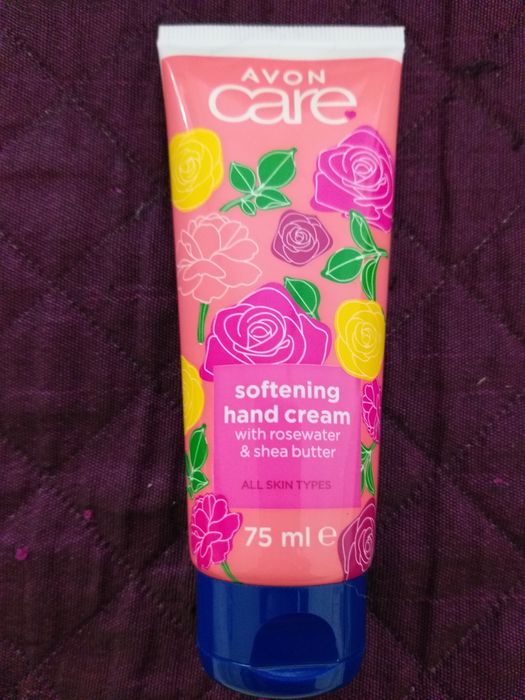 AVON
care
softening
hand cream
with rosewater
& shea butter
ALL SKIN TYPES
75 ml ℮